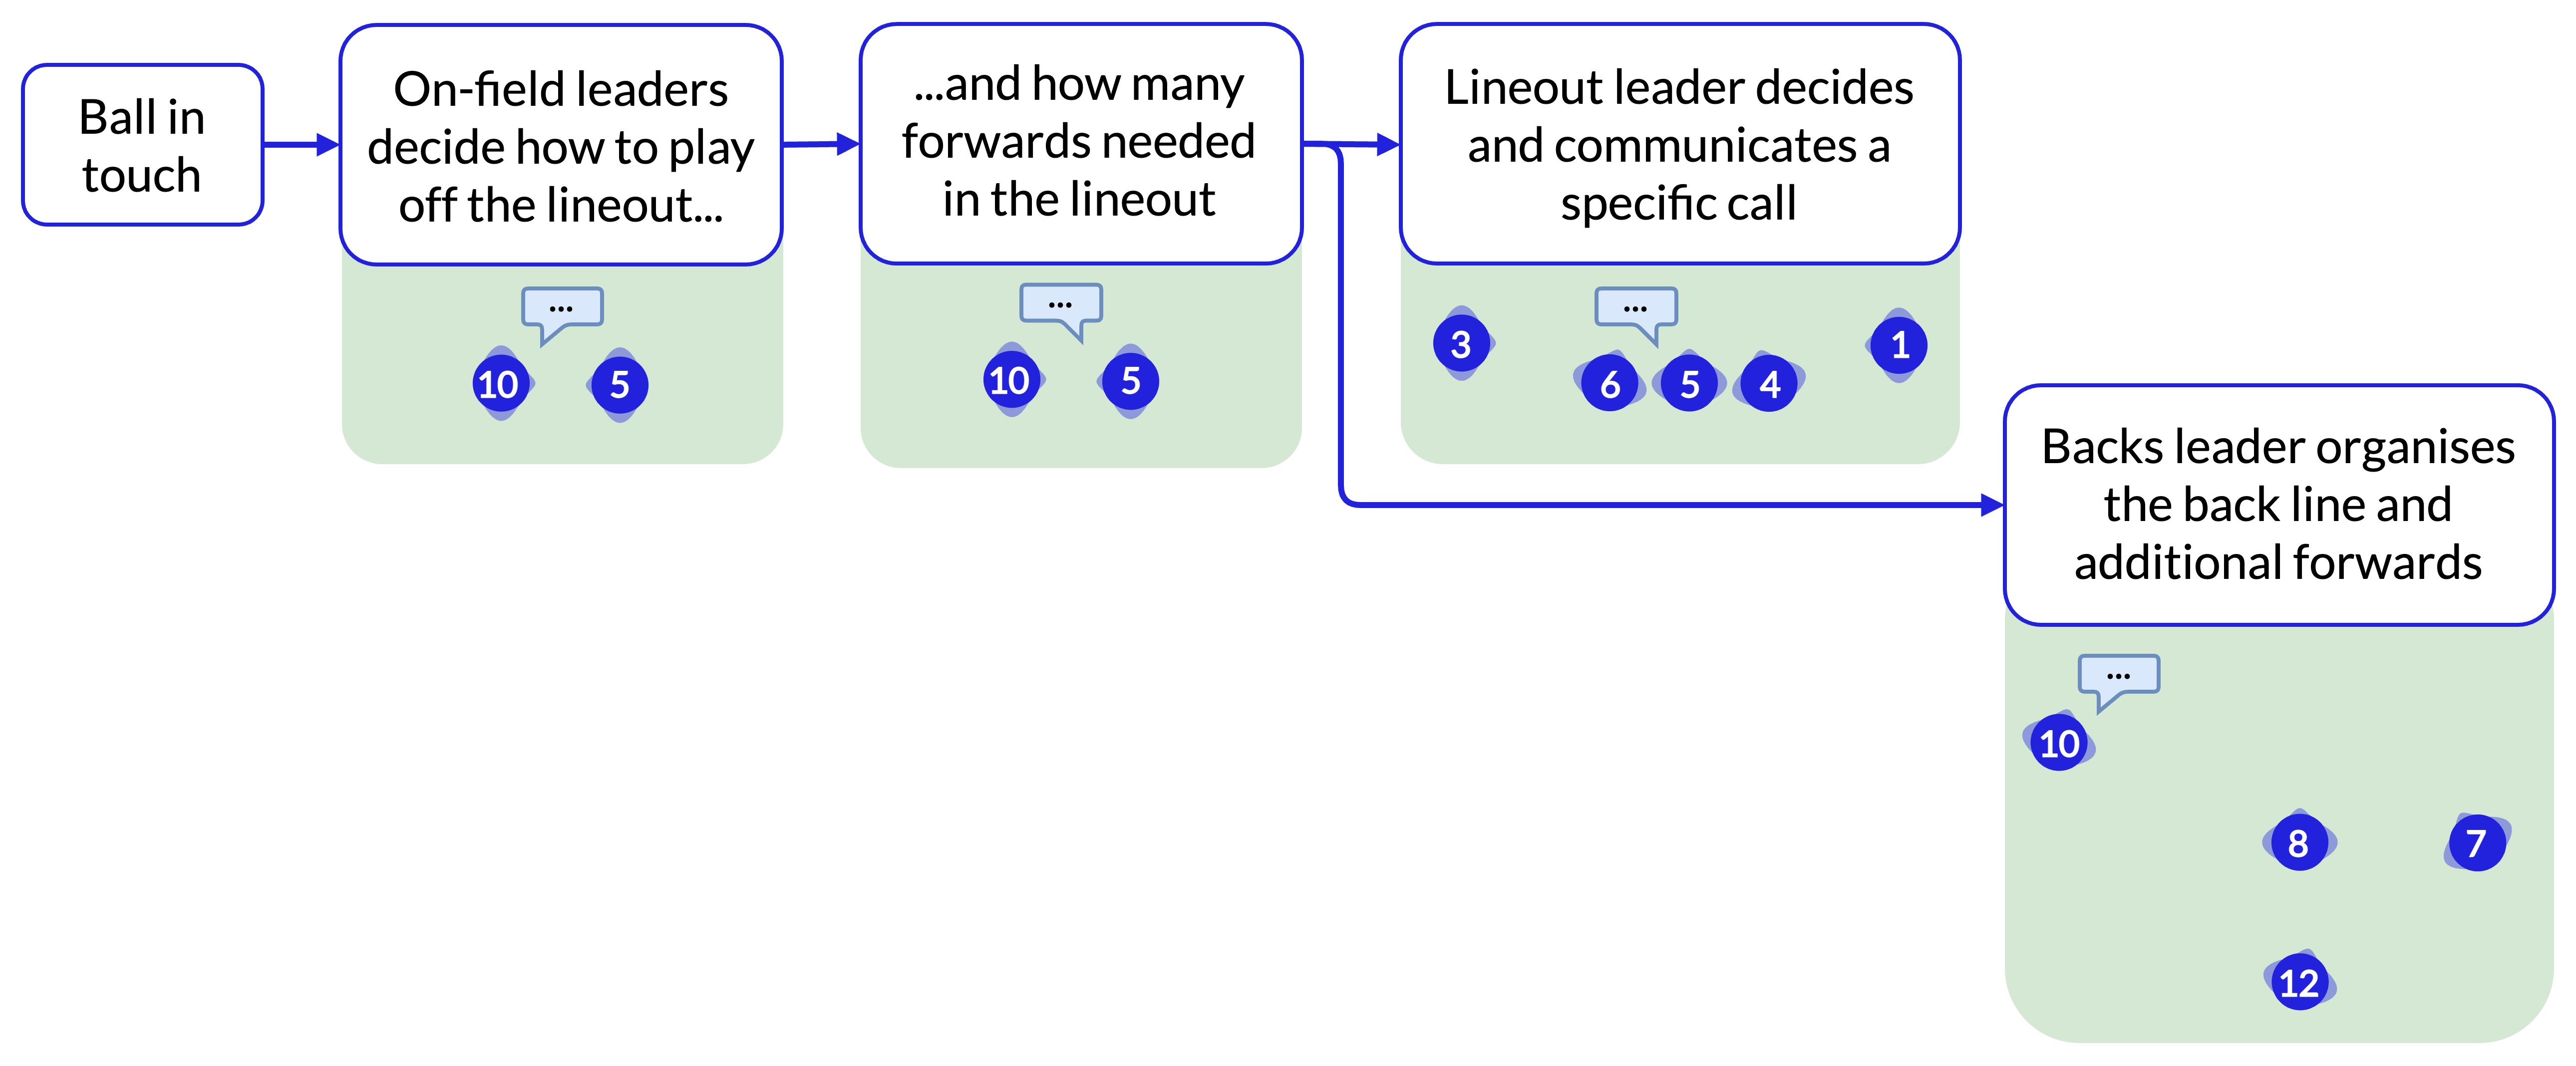 Ball in
touch
On-field leaders
decide how to play
off the lineout...
...and how many
forwards needed
in the lineout
Lineout leader decides
and communicates a
specific call
...
10
5
...
10
5
...
3
6
5
4
1
Backs leader organises
the back line and
additional forwards
...
10
8
7
12